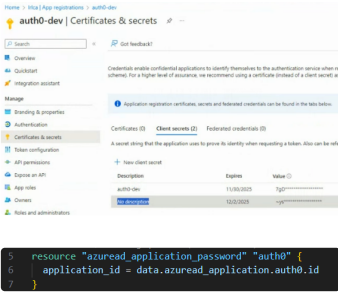 Home > Irica | App registrations > auth0-dev
auth0-dev | Certificates & secrets
Search
Got feedback?
Overview
Quickstart
Integration assistant
Manage
Branding & properties
Authentication
Certificates & secrets
Token configuration
API permissions
Expose an API
App roles
Owners
Roles and administrators
Credentials enable confidential applications to identify themselves to the authentication service when re
scheme). For a higher level of assurance, we recommend using a certificate (instead of a client secret) a
Application registration certificates, secrets and federated credentials can be found in the tabs below.
Certificates (0) Client secrets (2) Federated credentials (0)
A secret string that the application uses to prove its identity when requesting a token. Also can be refe
+ New client secret
Description Expires Value
auth0-dev 11/30/2025
No description 12/2/2025
5 resource "azuread_application_password" "auth0" {
6 application_id = data.azuread_application.auth0.id
7 }